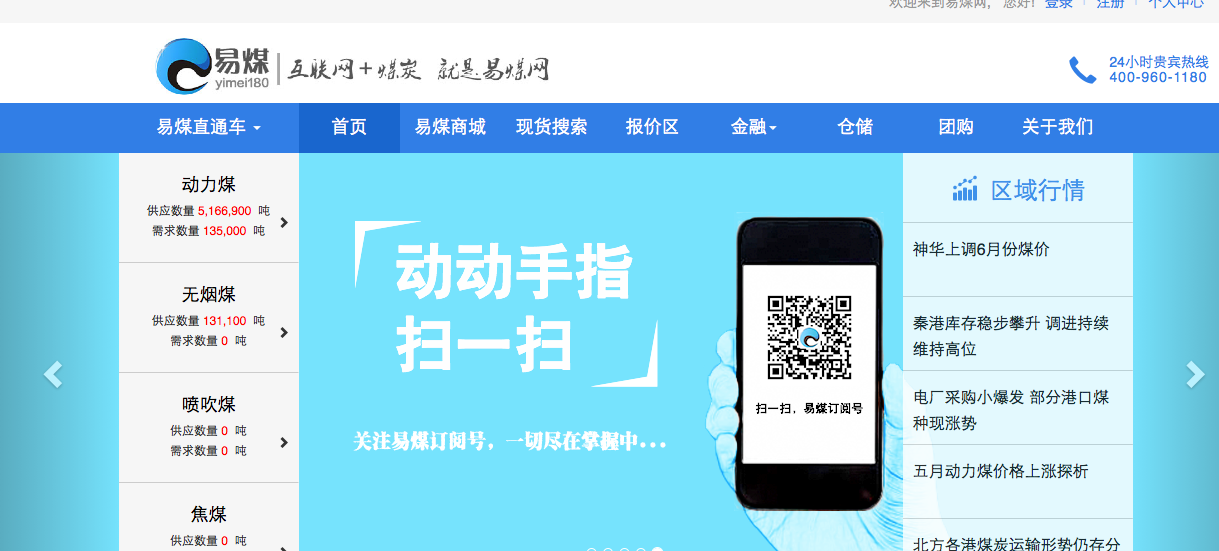 欢迎来到易煤网, 您好! 登录 注册 个人中心
易煤
yimei180
互联网+煤炭 就是易煤网
24小时贵宾热线
400-960-1180
易煤直通车 首页 易煤商城 现货搜索 报价区 金融 仓储 团购 关于我们
动力煤
供应数量 5,166,900 吨
需求数量 135,000 吨
无烟煤
供应数量 131,100 吨
需求数量 0 吨
喷吹煤
供应数量 0 吨
需求数量 0 吨
焦煤
供应数量 0 吨
动动手指
扫一扫
关注易煤订阅号，一切尽在掌握中...
扫一扫，易煤订阅号
区域行情
神华上调6月份煤价
秦港库存稳步攀升 调进持续
维持高位
电厂采购小爆发 部分港口煤
种现涨势
五月动力煤价格上涨探析
北方各港煤炭运输形势仍存分